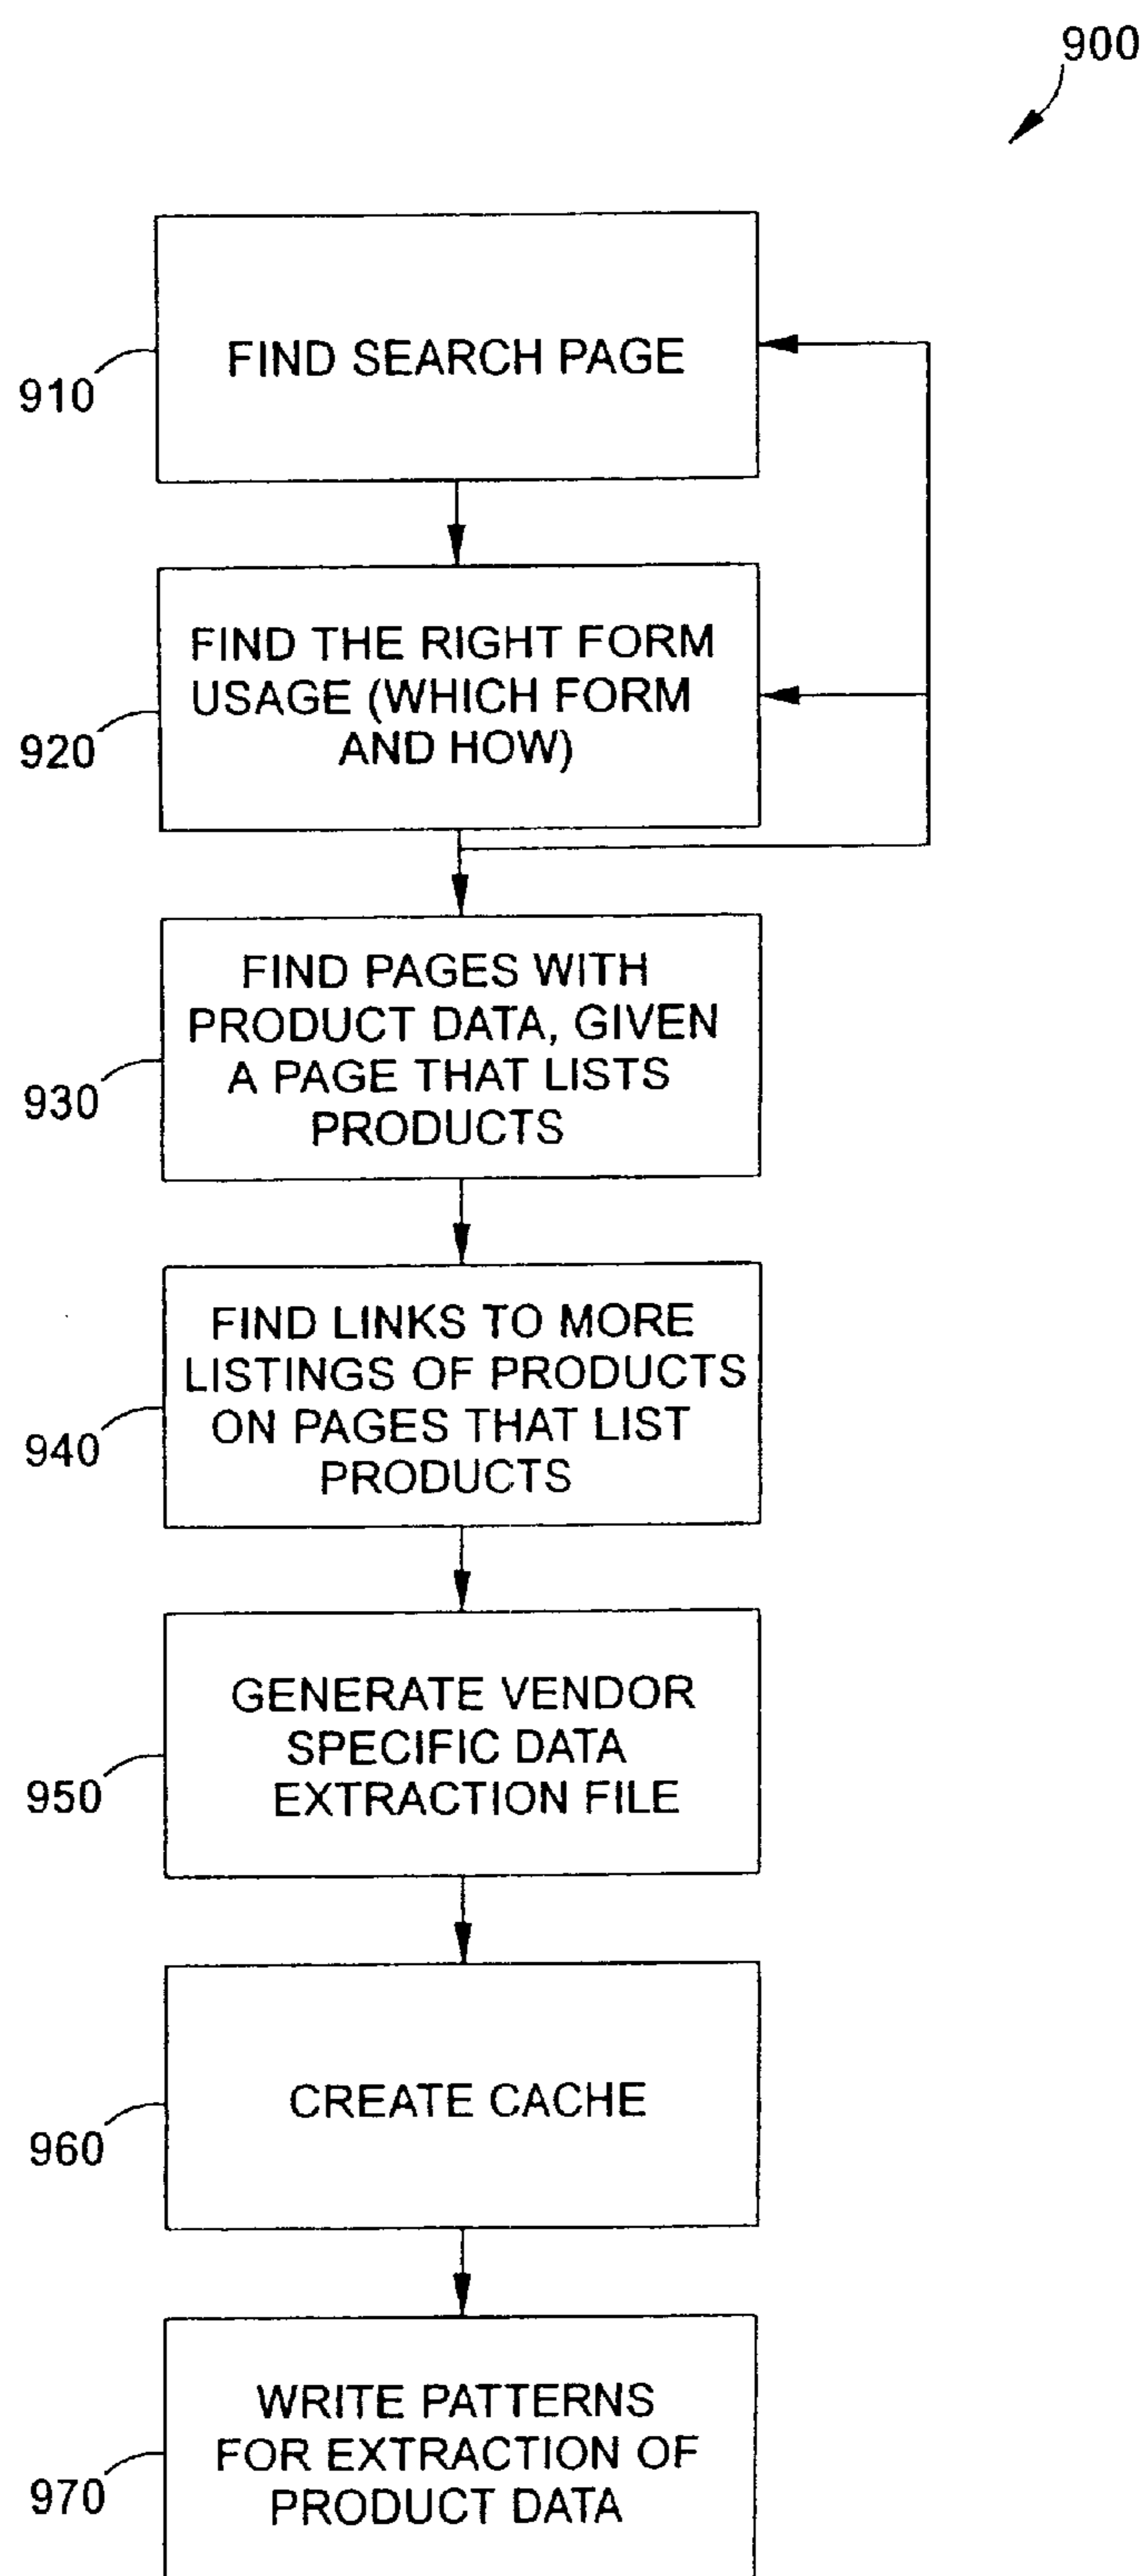 900
910
FIND SEARCH PAGE
920
FIND THE RIGHT FORM
USAGE (WHICH FORM
AND HOW)
930
FIND PAGES WITH
PRODUCT DATA, GIVEN
A PAGE THAT LISTS
PRODUCTS
940
FIND LINKS TO MORE
LISTINGS OF PRODUCTS
ON PAGES THAT LIST
PRODUCTS
950
GENERATE VENDOR
SPECIFIC DATA
EXTRACTION FILE
960
CREATE CACHE
970
WRITE PATTERNS
FOR EXTRACTION OF
PRODUCT DATA